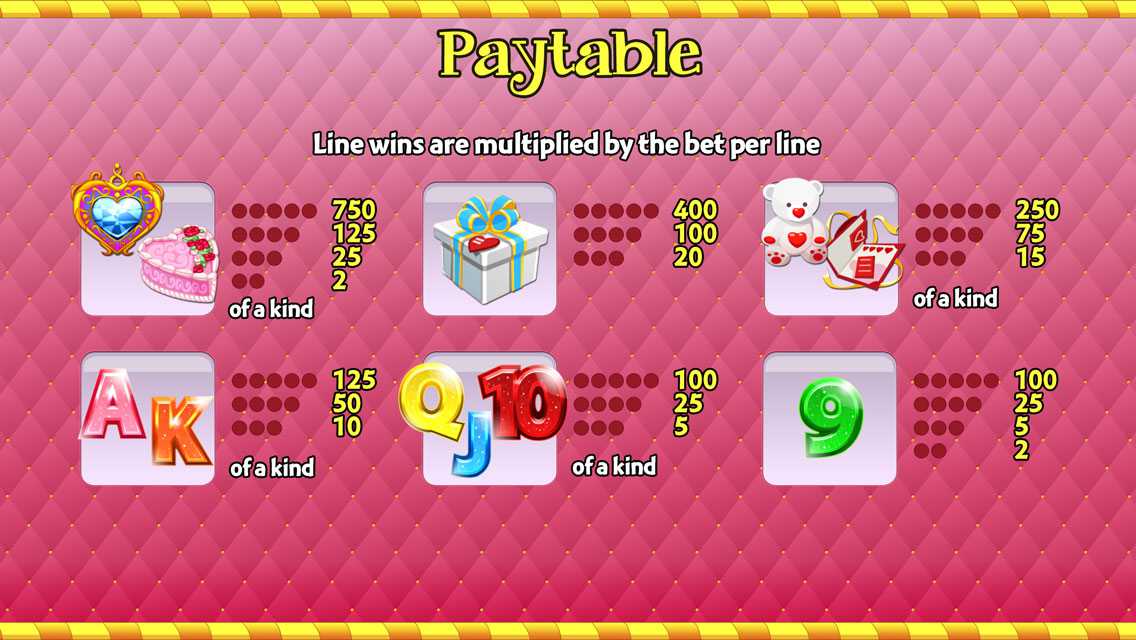 Paytable
Line wins are multiplied by the bet per line
750
125
25
2
of a kind
400
100
20
250
75
15
of a kind
A K
125
50
10
of a kind
Q J 10
100
25
5
of a kind
9
100
25
5
2